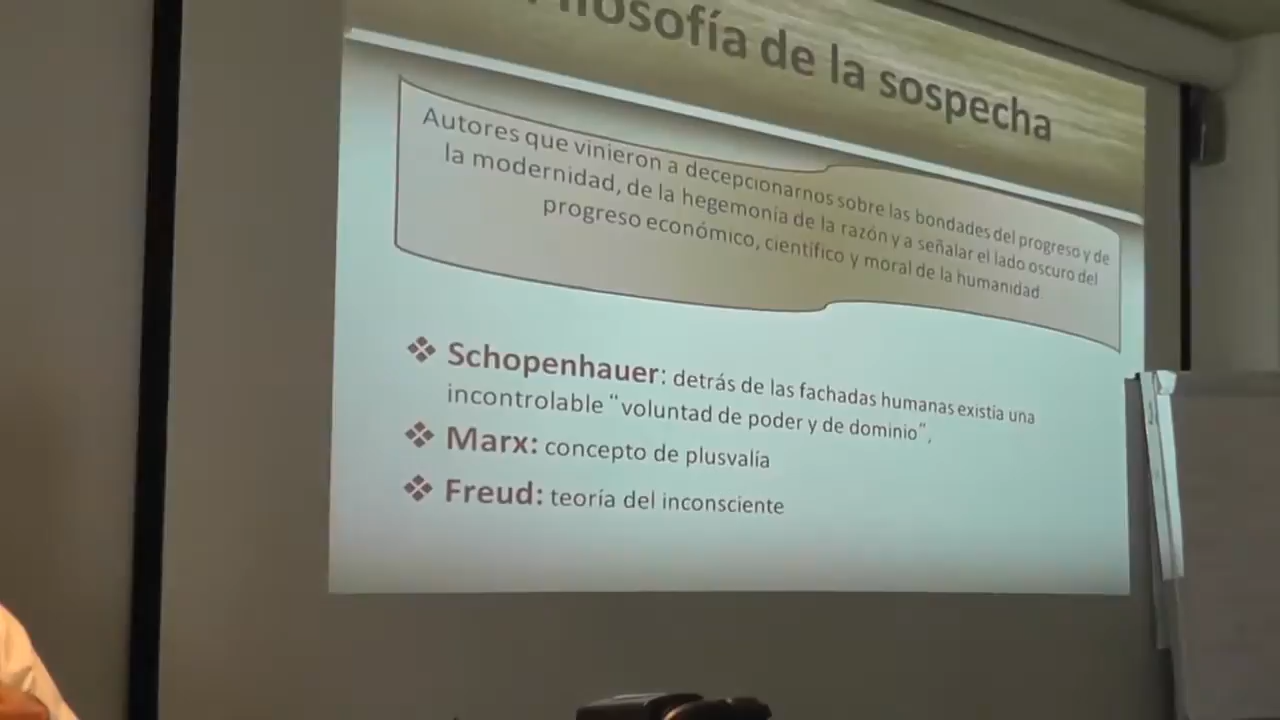 Filosofía de la sospecha
Autores que vinieron a decepcionarnos sobre las bondades del progreso y de
la modernidad, de la hegemonía de la razón y a señalar el lado oscuro del
progreso económico, científico y moral de la humanidad
Schopenhauer: detrás de las fachadas humanas existía una
incontrolable "voluntad de poder y de dominio",
Marx: concepto de plusvalía
Freud: teoría del inconsciente